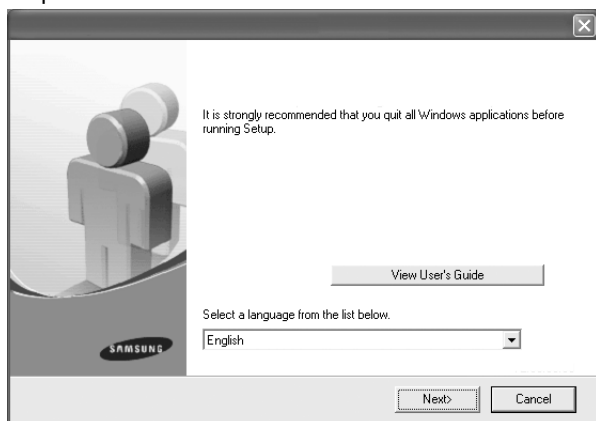 It is strongly recommended that you quit all Windows applications before
running Setup.
View User's Guide
Select a language from the list below.
English
SAMSUNG
Next>
Cancel